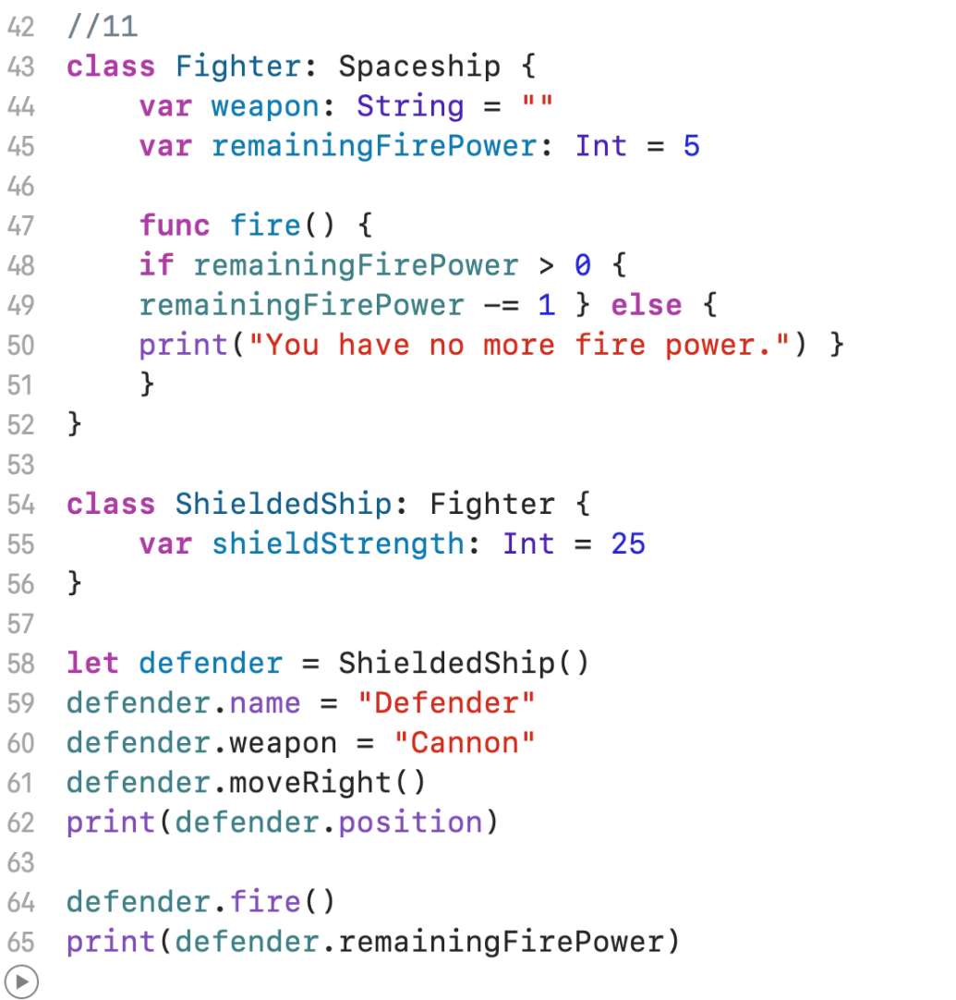 42 //11
43 class Fighter: Spaceship {
44     var weapon: String = ""
45     var remainingFirePower: Int = 5
46
47     func fire() {
48     if remainingFirePower > 0 {
49     remainingFirePower -= 1 } else {
50     print("You have no more fire power.") }
51     }
52 }
53
54 class ShieldedShip: Fighter {
55     var shieldStrength: Int = 25
56 }
57
58 let defender = ShieldedShip()
59 defender.name = "Defender"
60 defender.weapon = "Cannon"
61 defender.moveRight()
62 print(defender.position)
63
64 defender.fire()
65 print(defender.remainingFirePower)